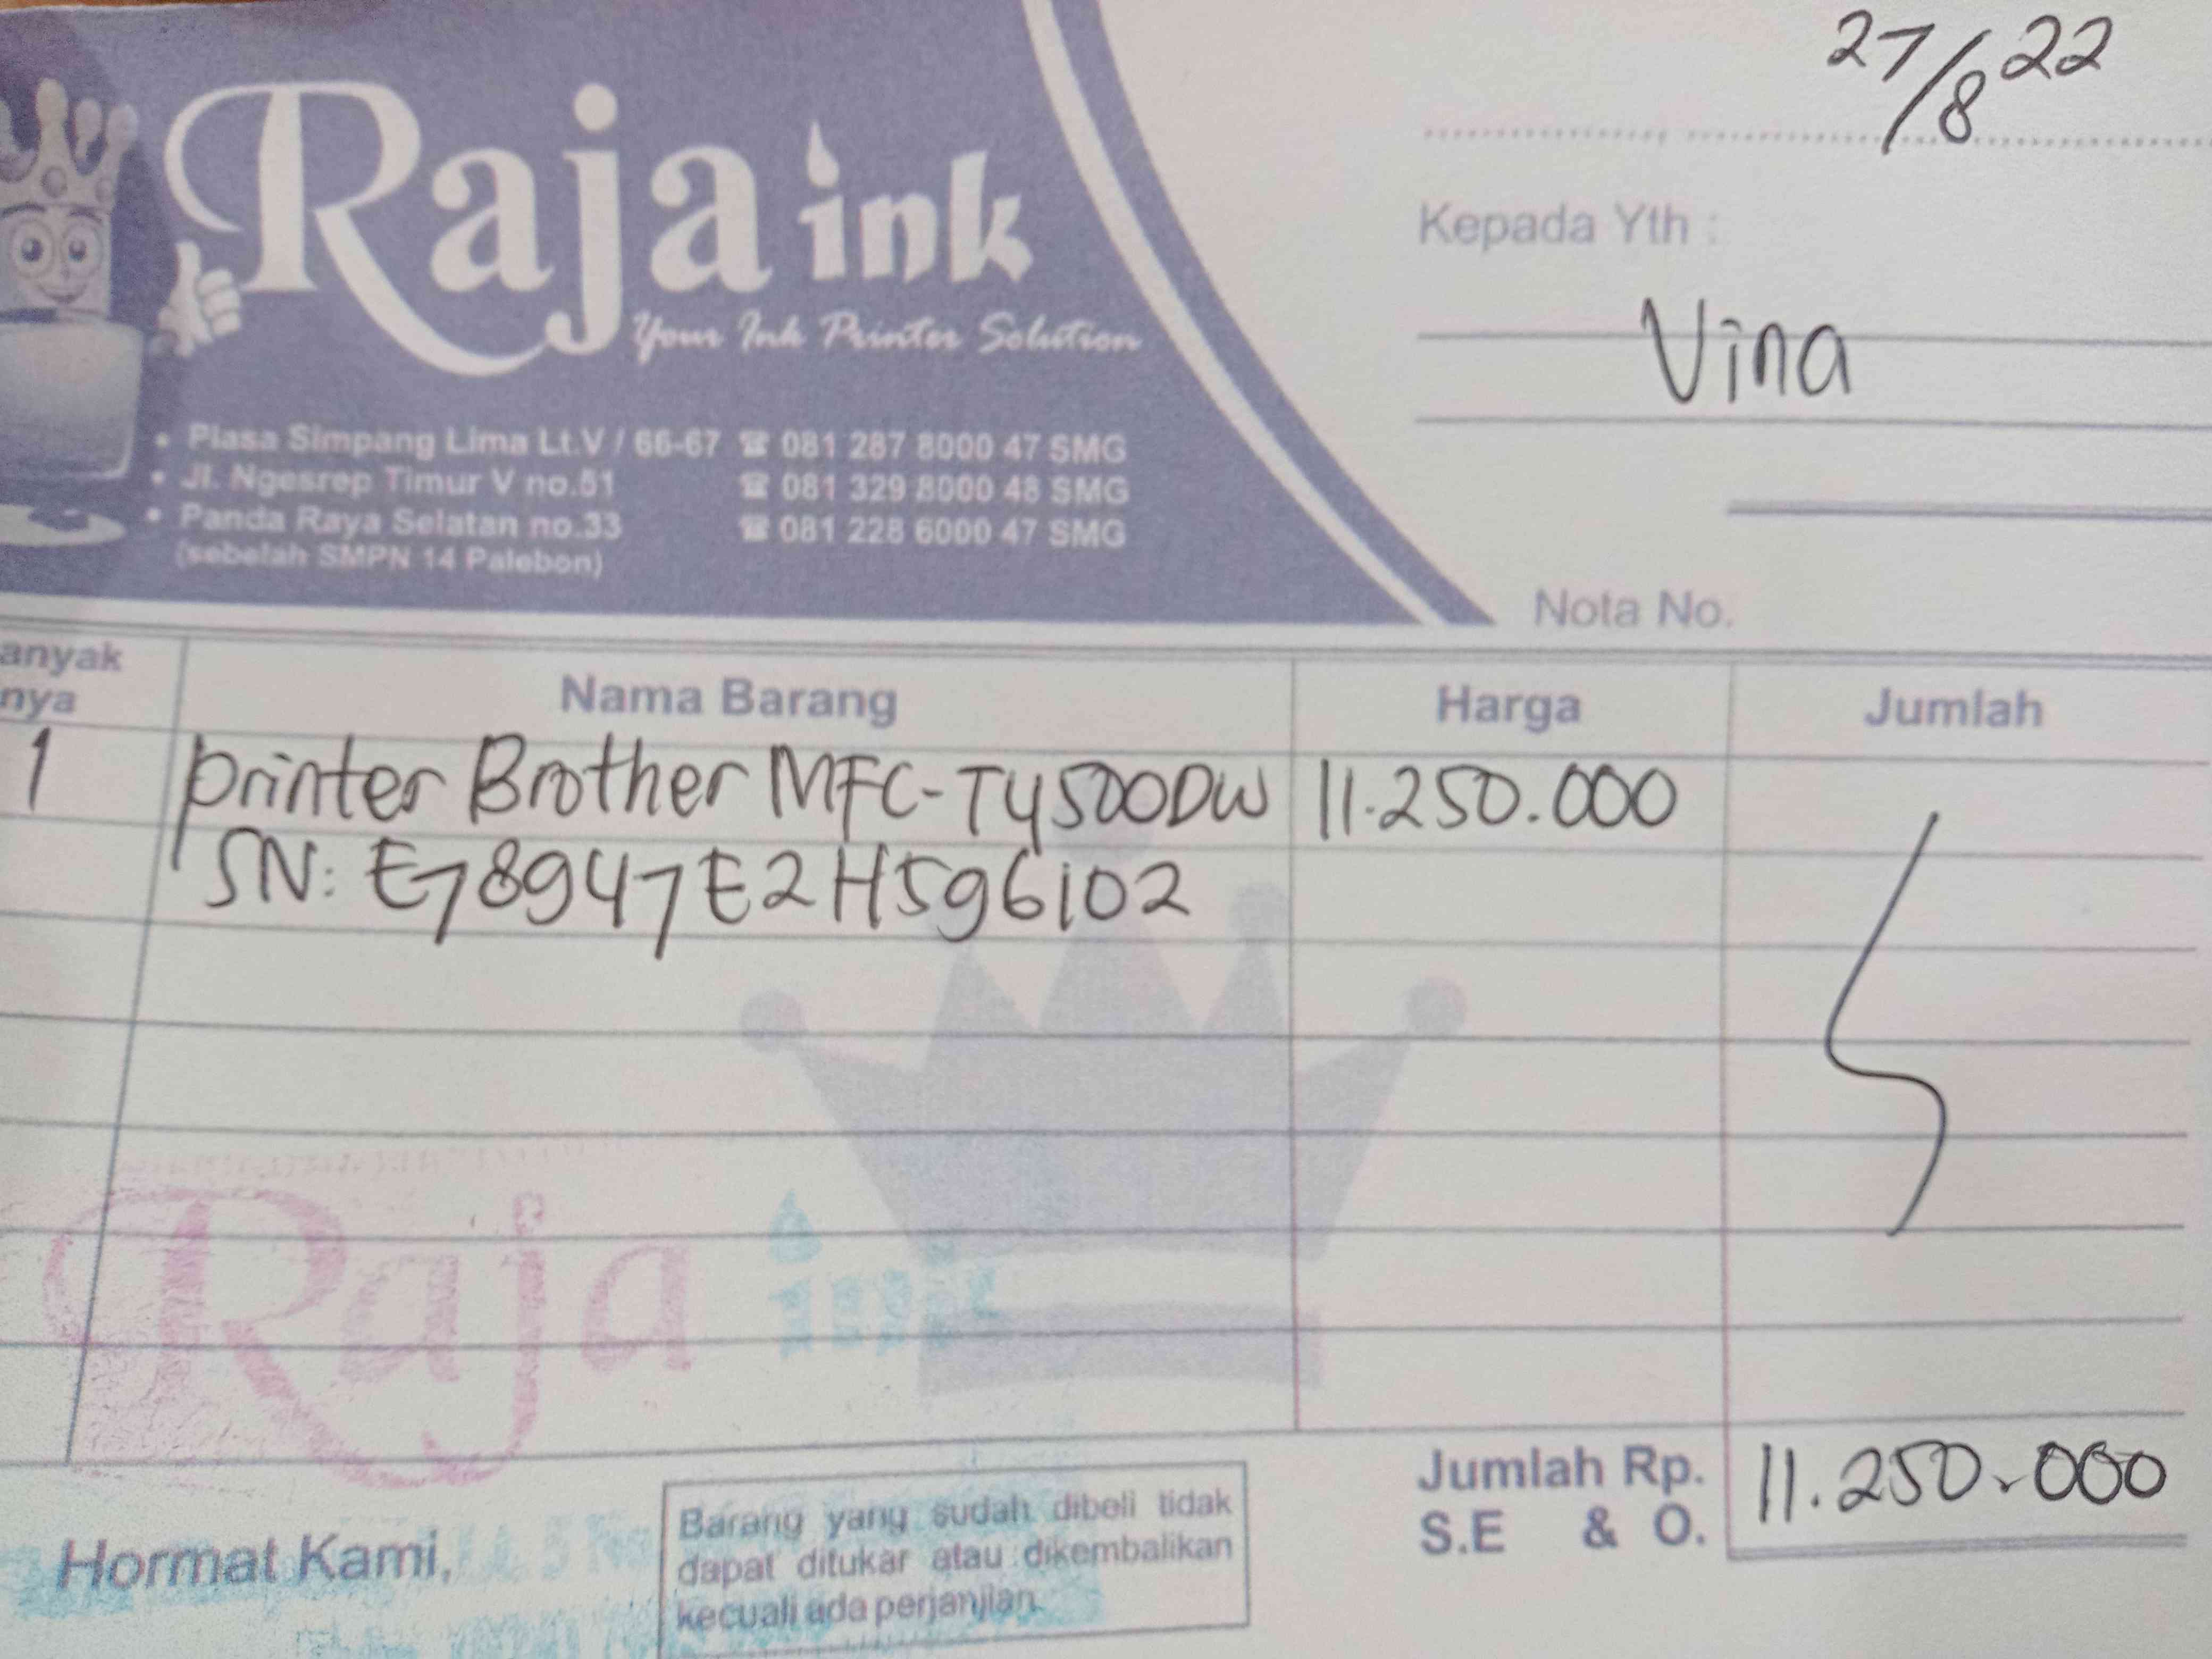 27/8 22
Raja ink
Your Ink Printer Solution
Kepada Yth :
Vina
• Plasa Simpang Lima Lt.V / 66-67 ☎ 081 287 8000 47 SMG
• Jl. Ngesrep Timur V no.51 ☎ 081 329 8000 48 SMG
• Panda Raya Selatan no.33 ☎ 081 228 6000 47 SMG
(sebelah SMPN 14 Palebon)
Nota No.
anyak
nya
Nama Barang
Harga
Jumlah
1 printer Brother MFC-T4500DW 11.250.000
SN: E78947E2H596102
Raja ink
Jumlah Rp. 11.250.000
S.E & O.
Hormat Kami,
Barang yang sudah dibeli tidak
dapat ditukar atau dikembalikan
kecuali ada perjanjian.